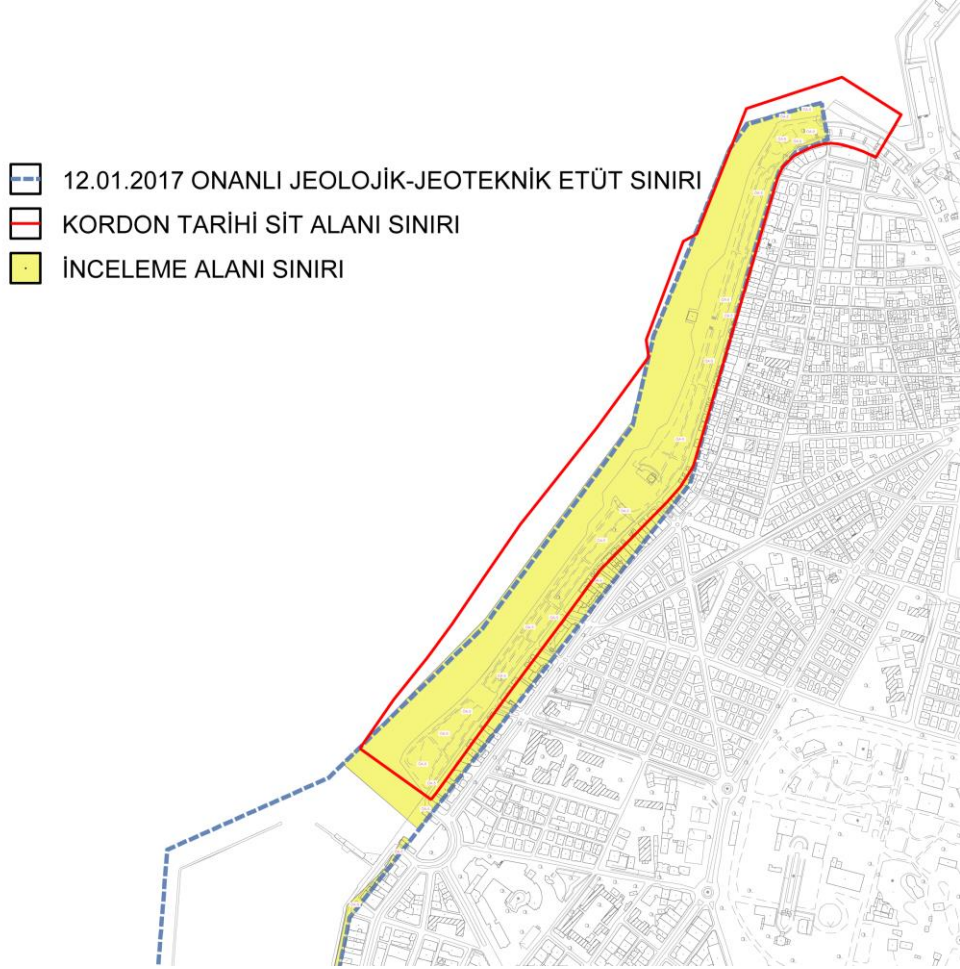 12.01.2017 ONANLI JEOLOJİK-JEOTEKNİK ETÜT SINIRI
KORDON TARİHİ SİT ALANI SINIRI
İNCELEME ALANI SINIRI